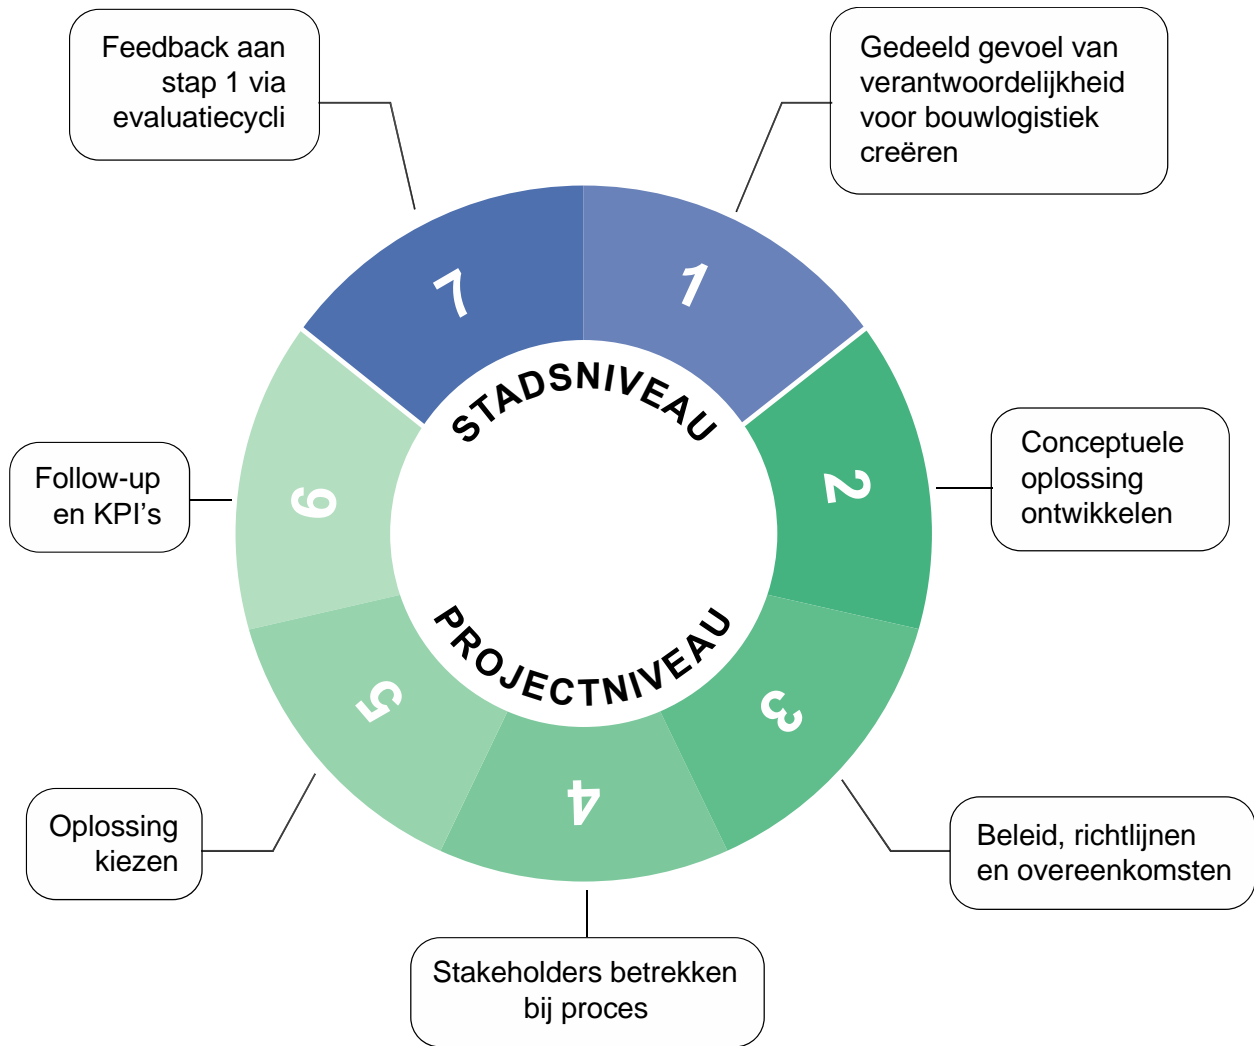 Feedback aan
stap 1 via
evaluatiecycli
Gedeeld gevoel van
verantwoordelijkheid
voor bouwlogistiek
creëren
7
1
STADSNIVEAU
Follow-up
en KPI's
6
2
Conceptuele
oplossing
ontwikkelen
PROJECTNIVEAU
5
3
4
Oplossing
kiezen
Beleid, richtlijnen
en overeenkomsten
Stakeholders betrekken
bij proces